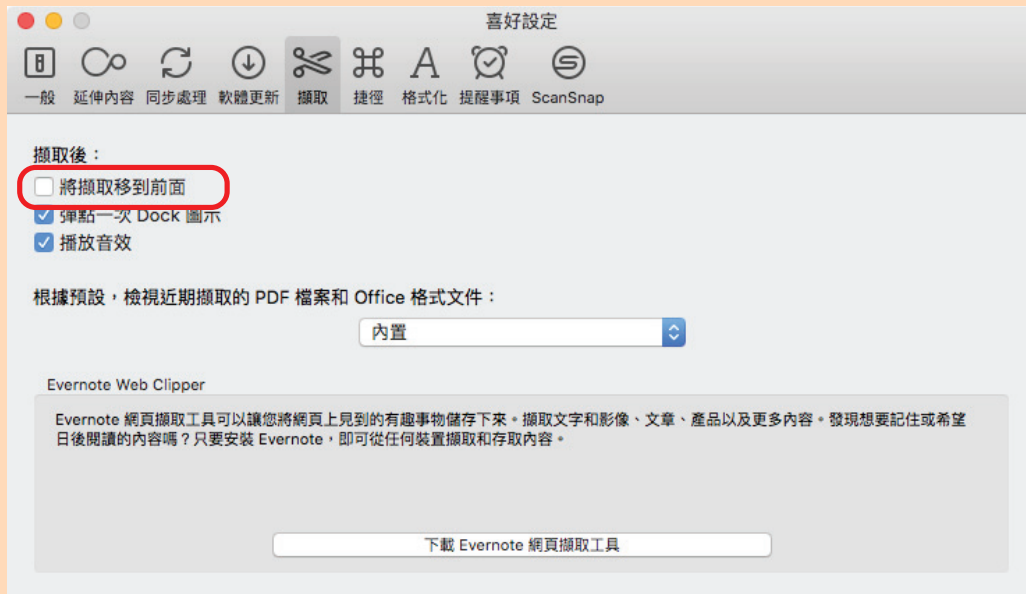 喜好設定
一般 延伸內容 同步處理 軟體更新 擷取 捷徑 格式化 提醒事項 ScanSnap
擷取後：
將擷取移到前面
彈點一次 Dock 圖示
播放音效
根據預設，檢視近期擷取的 PDF 檔案和 Office 格式文件：
內置
Evernote Web Clipper
Evernote 網頁擷取工具可以讓您將網頁上見到的有趣事物儲存下來。擷取文字和影像、文章、產品以及更多內容。發現想要記住或希望
日後閱讀的內容嗎？只要安裝 Evernote，即可從任何裝置擷取和存取內容。
下載 Evernote 網頁擷取工具